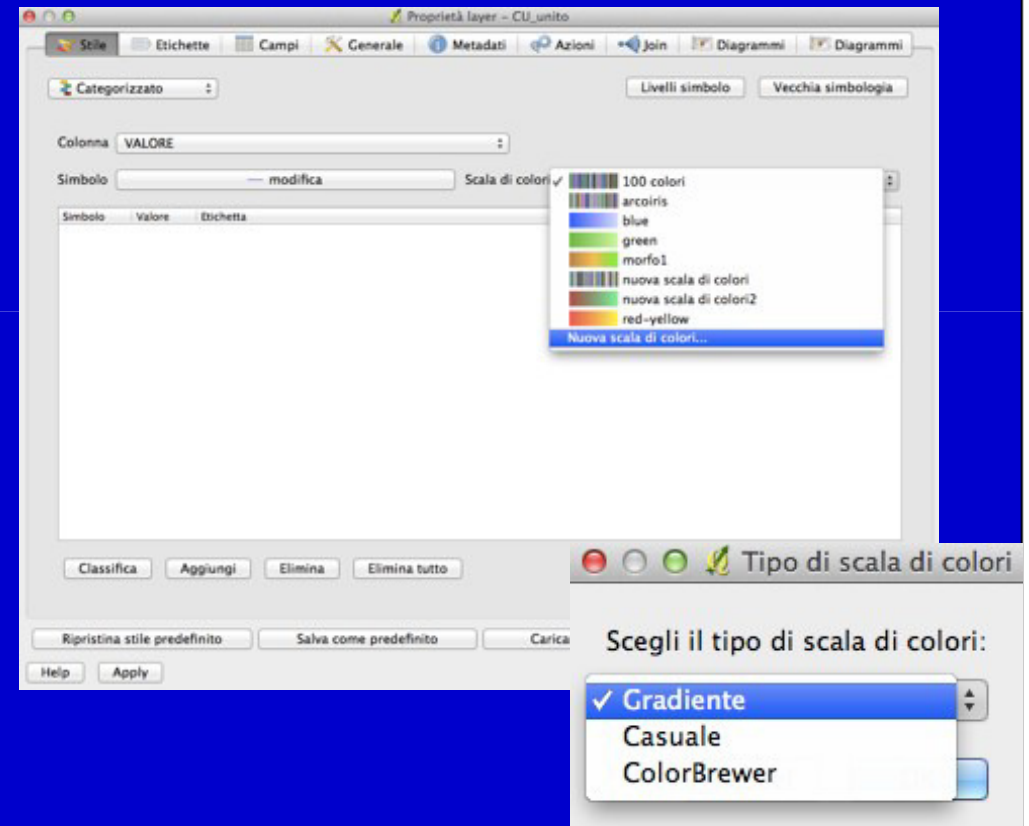 Proprietà layer – CU_unito
Stile Etichette Campi Generale Metadati Azioni Join Diagrammi Diagrammi
Categorizzato Livelli simbolo Vecchia simbologia
Colonna VALORE
Simbolo modifica Scala di colori 100 colori
arcoiris
blue
green
morfo1
nuova scala di colori
nuova scala di colori2
red-yellow
Nuova scala di colori...
Simbolo Valore Etichetta
Classifica Aggiungi Elimina Elimina tutto
Ripristina stile predefinito Salva come predefinito Carica
Help Apply
Tipo di scala di colori
Scegli il tipo di scala di colori:
Gradiente
Casuale
ColorBrewer